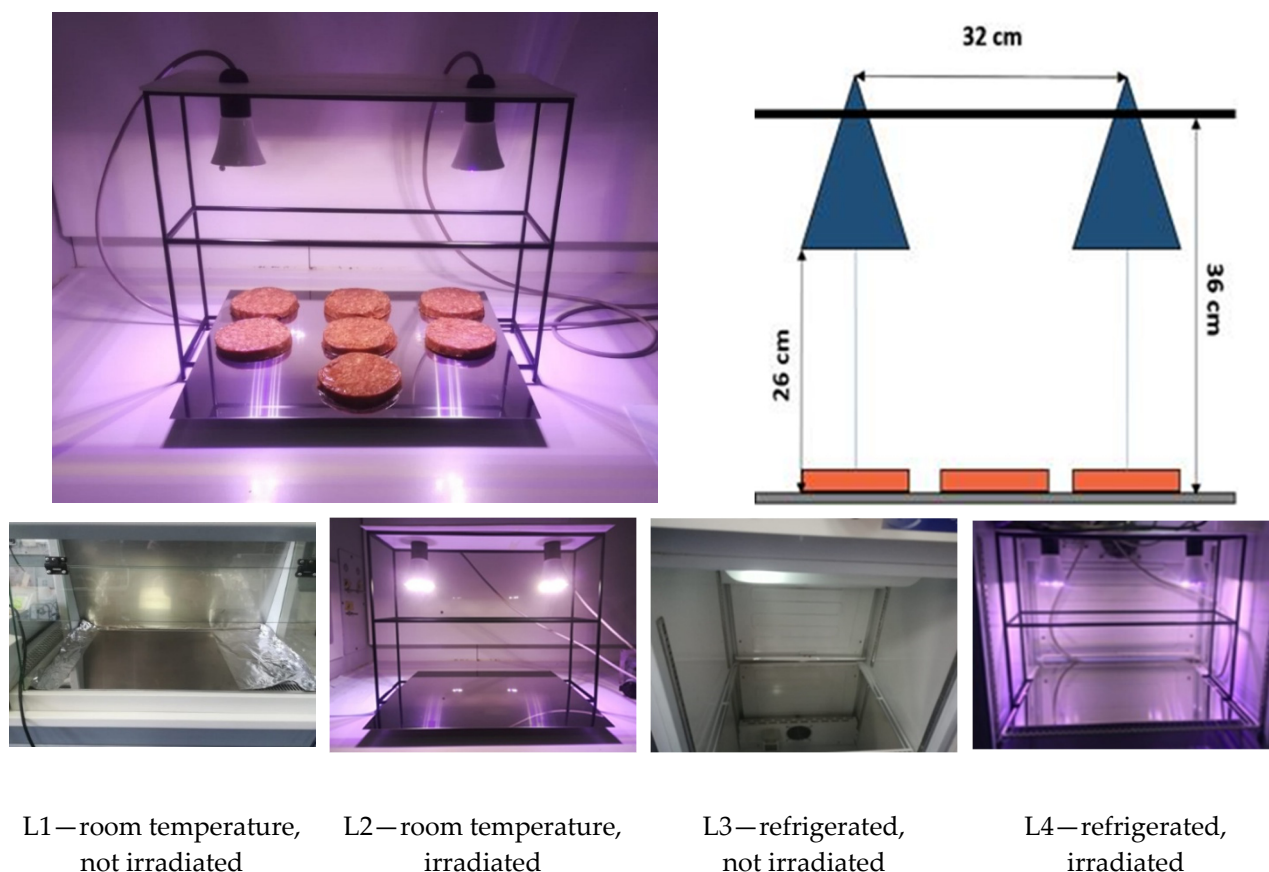 32 cm
26 cm
36 cm
L1—room temperature,
not irradiated
L2—room temperature,
irradiated
L3—refrigerated,
not irradiated
L4—refrigerated,
irradiated